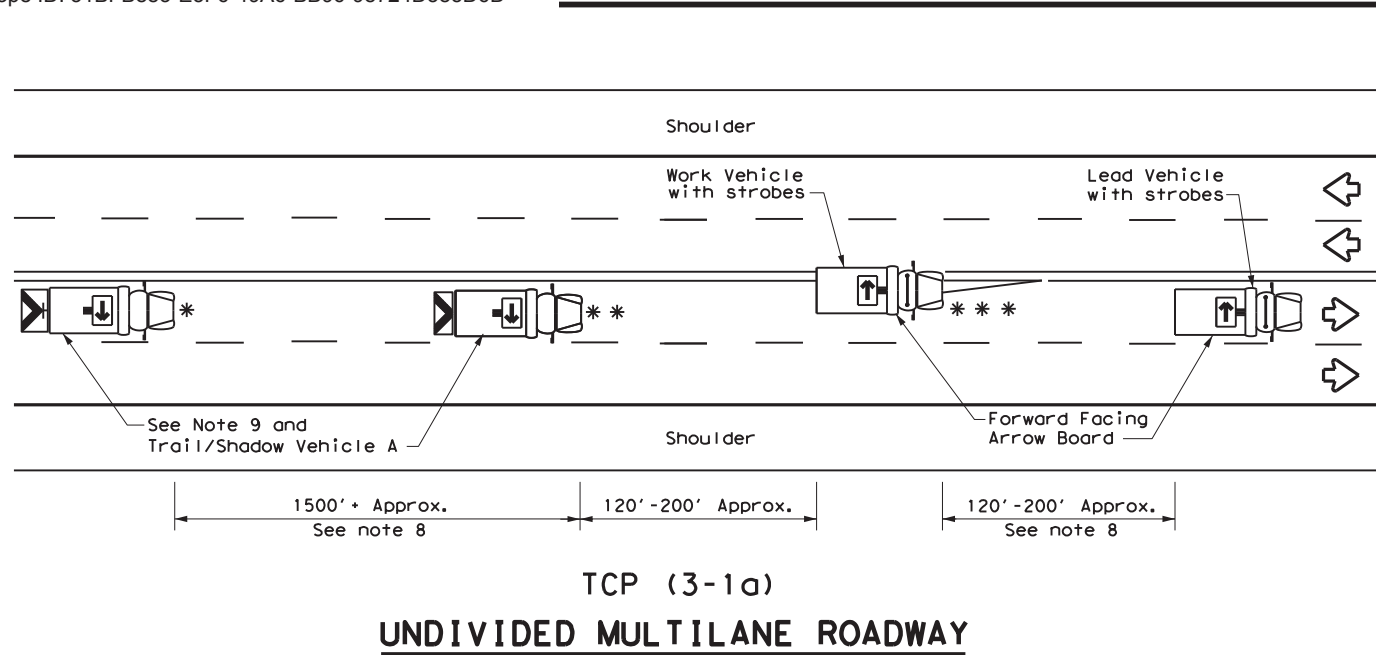 Shoulder
Work Vehicle
with strobes
Lead Vehicle
with strobes
*
* *
* * *
See Note 9 and
Trail/Shadow Vehicle A
Shoulder
Forward Facing
Arrow Board
1500'+ Approx.
See note 8
120'-200' Approx.
120'-200' Approx.
See note 8
TCP (3-1a)
UNDIVIDED MULTILANE ROADWAY